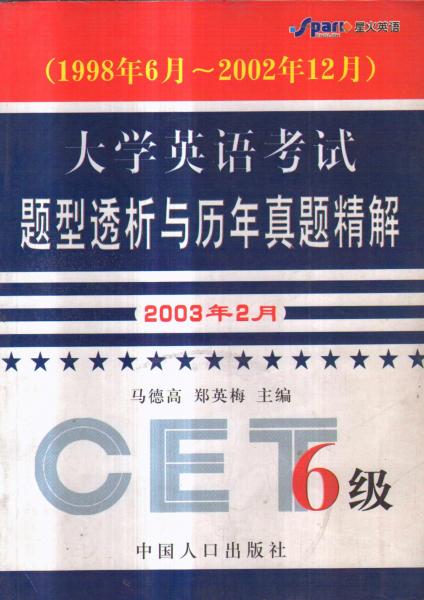 Spark 星火英语
ENGLISH
(1998年6月～2002年12月)
大学英语考试
题型透析与历年真题精解
(2003年2月)
马德高 郑英梅 主编
CET 6级
中国人口出版社